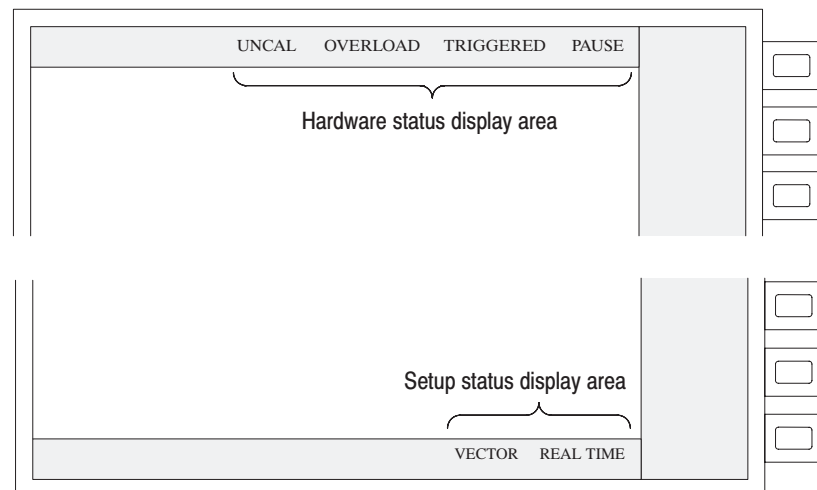 UNCAL OVERLOAD TRIGGERED PAUSE
Hardware status display area
Setup status display area
VECTOR REAL TIME